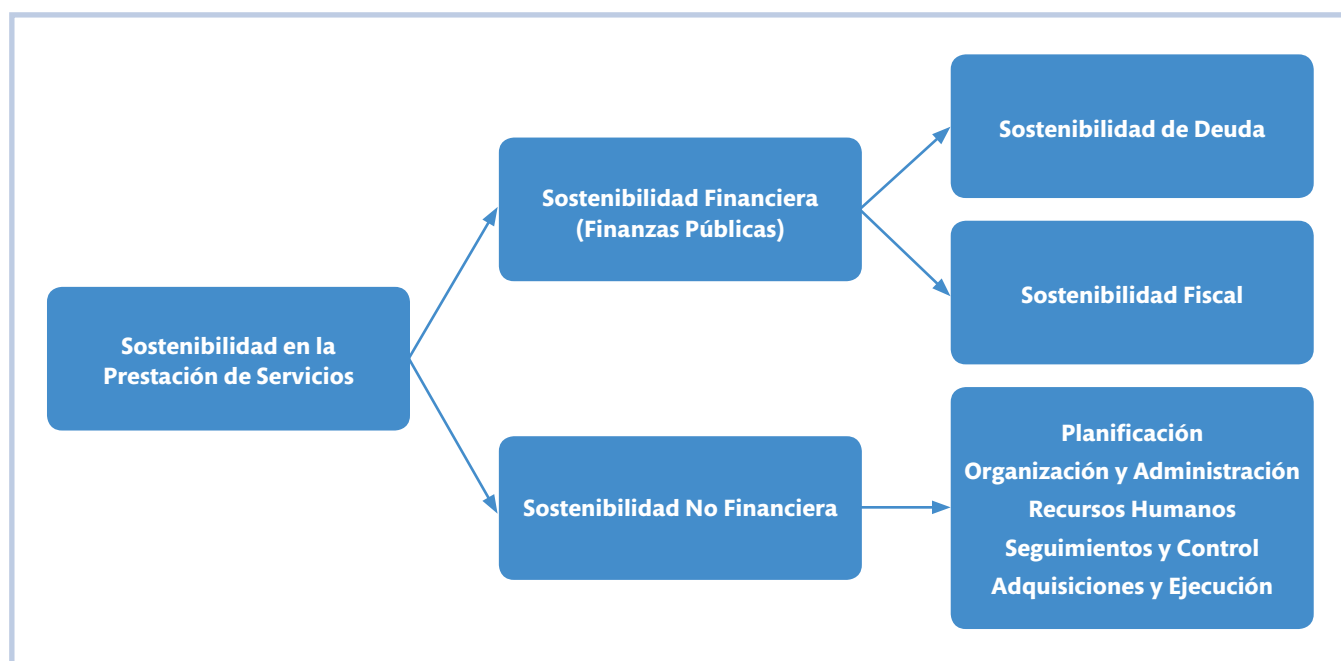 Sostenibilidad en la
Prestación de Servicios
Sostenibilidad Financiera
(Finanzas Públicas)
Sostenibilidad No Financiera
Sostenibilidad de Deuda
Sostenibilidad Fiscal
Planificación
Organización y Administración
Recursos Humanos
Seguimientos y Control
Adquisiciones y Ejecución